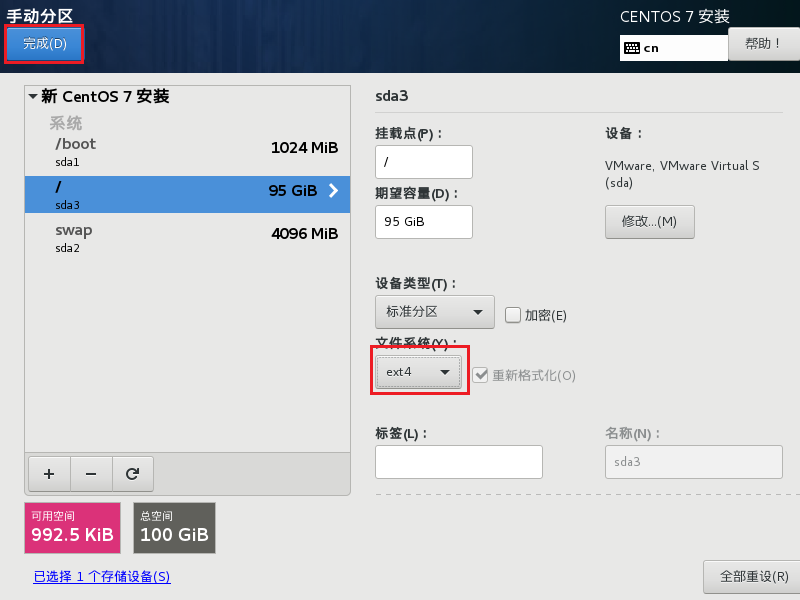 手动分区
CENTOS 7 安装
完成(D)
cn
帮助！
新 CentOS 7 安装
系统
/boot
1024 MiB
sda1
/
95 GiB
sda3
swap
4096 MiB
sda2
+
−
可用空间
992.5 KiB
总空间
100 GiB
已选择 1 个存储设备(S)
sda3
挂载点(P)：
/
期望容量(D)：
95 GiB
设备：
VMware, VMware Virtual S
(sda)
修改...(M)
设备类型(T)：
标准分区
加密(E)
文件系统(Y)：
ext4
重新格式化(O)
标签(L)：
名称(N)：
sda3
全部重设(R)